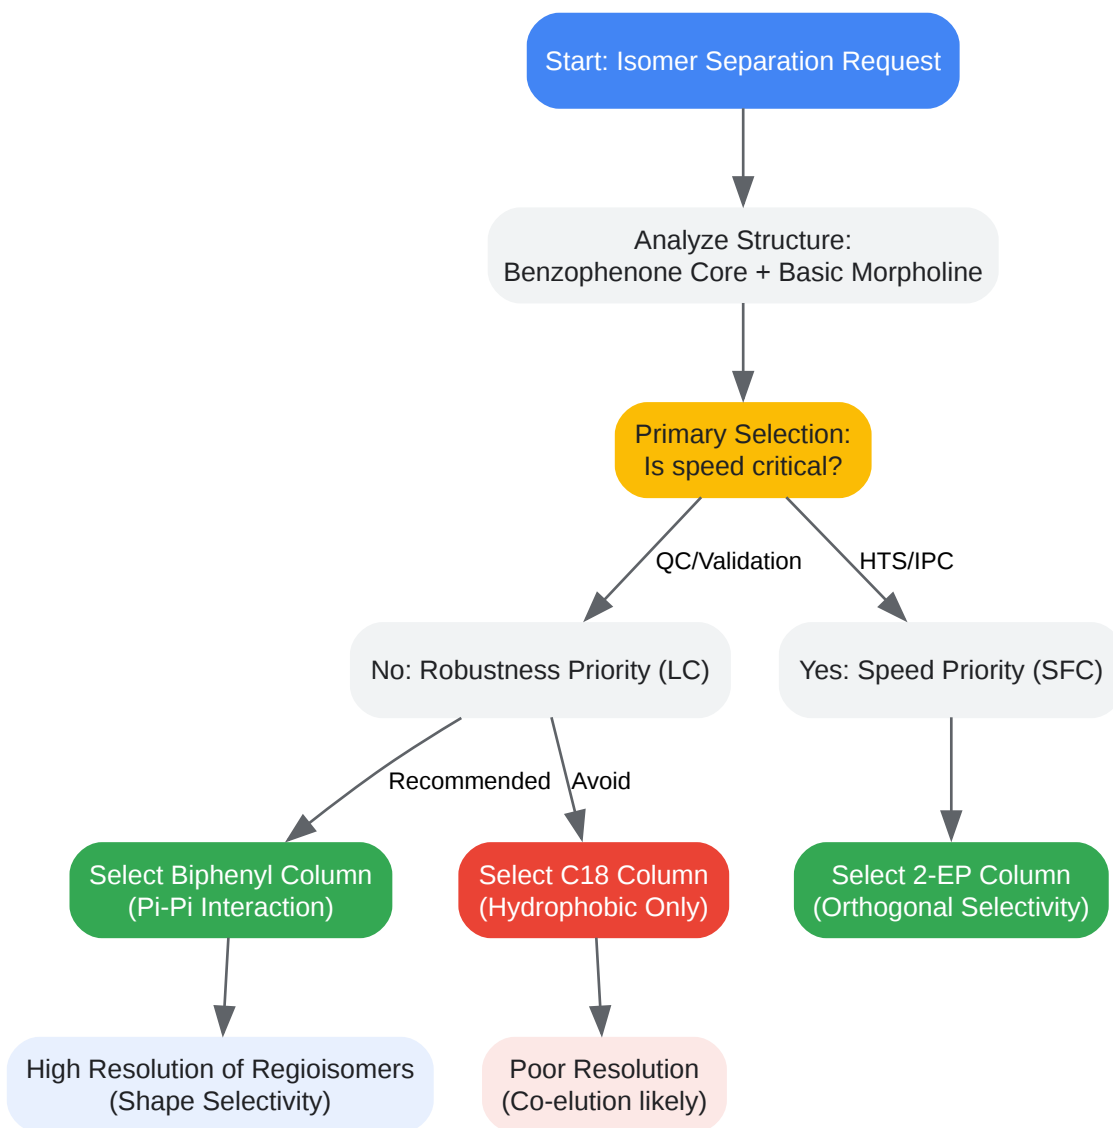 Start: Isomer Separation Request
Analyze Structure:
Benzophenone Core + Basic Morpholine
Primary Selection:
Is speed critical?
QC/Validation
HTS/IPC
No: Robustness Priority (LC)
Yes: Speed Priority (SFC)
Recommended
Avoid
Select Biphenyl Column
(Pi-Pi Interaction)
Select C18 Column
(Hydrophobic Only)
Select 2-EP Column
(Orthogonal Selectivity)
High Resolution of Regioisomers
(Shape Selectivity)
Poor Resolution
(Co-elution likely)